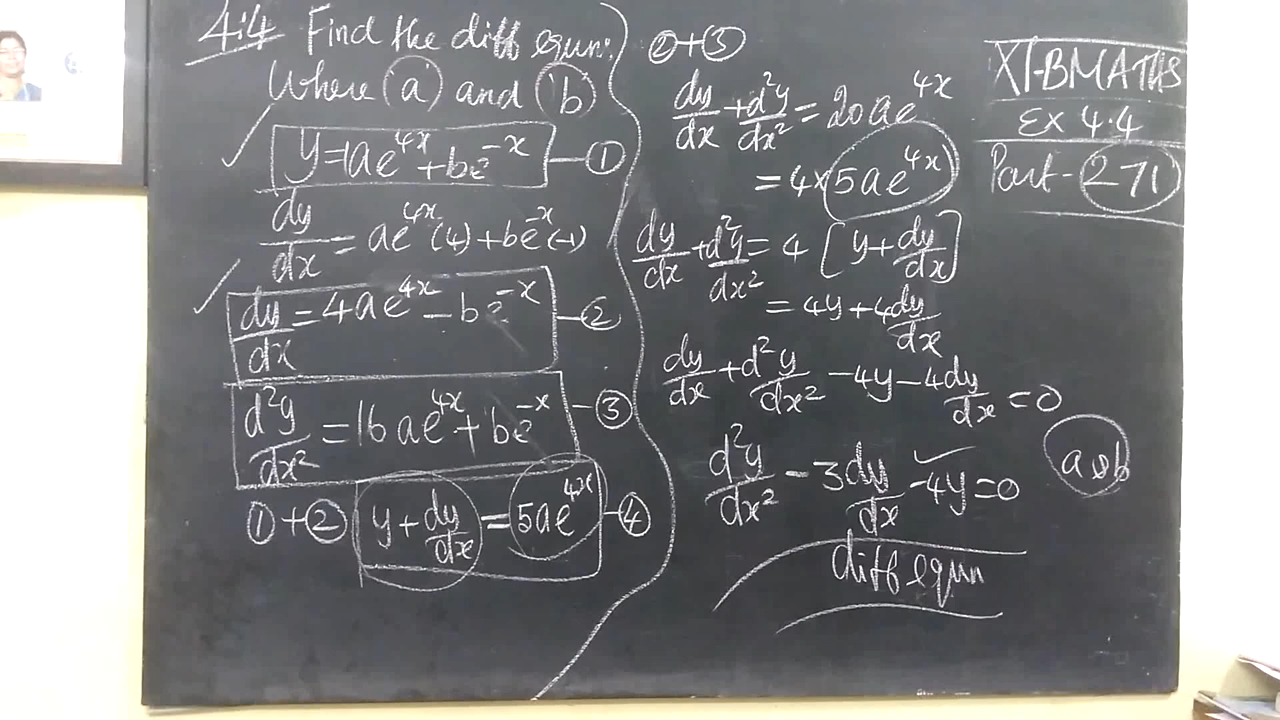 4.4 Find the diff equn:
Where (a) and (b)
y=ae^4x+be^-x —①
dy/dx = ae^4x(4)+be^-x(-1)
dy/dx = 4ae^4x - be^-x —②
d²y/dx² = 16ae^4x + be^-x —③
①+② y+dy/dx = 5ae^4x —④
②+③
dy/dx + d²y/dx² = 20ae^4x
= 4×5ae^4x
dy/dx + d²y/dx² = 4[y+dy/dx]
= 4y+4dy/dx
dy/dx + d²y/dx² - 4y - 4dy/dx = 0
d²y/dx² - 3dy/dx - 4y = 0
diff equn
XI-BMATHS
EX 4.4
Part-271